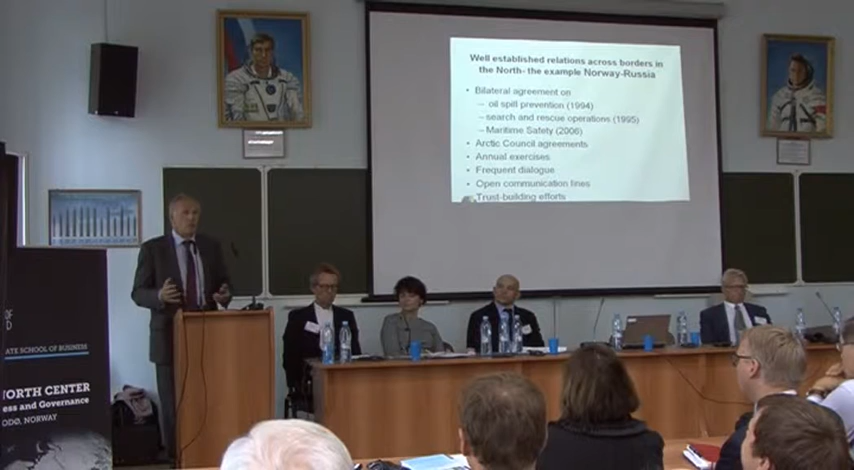 Well established relations across borders in
the North- the example Norway-Russia
• Bilateral agreement on
– oil spill prevention (1994)
– search and rescue operations (1995)
– Maritime Safety (2006)
• Arctic Council agreements
• Annual exercises
• Frequent dialogue
• Open communication lines
Trust-building efforts
OF
D
ATE SCHOOL OF BUSINESS
NORTH CENTER
ess and Governance
ODØ, NORWAY